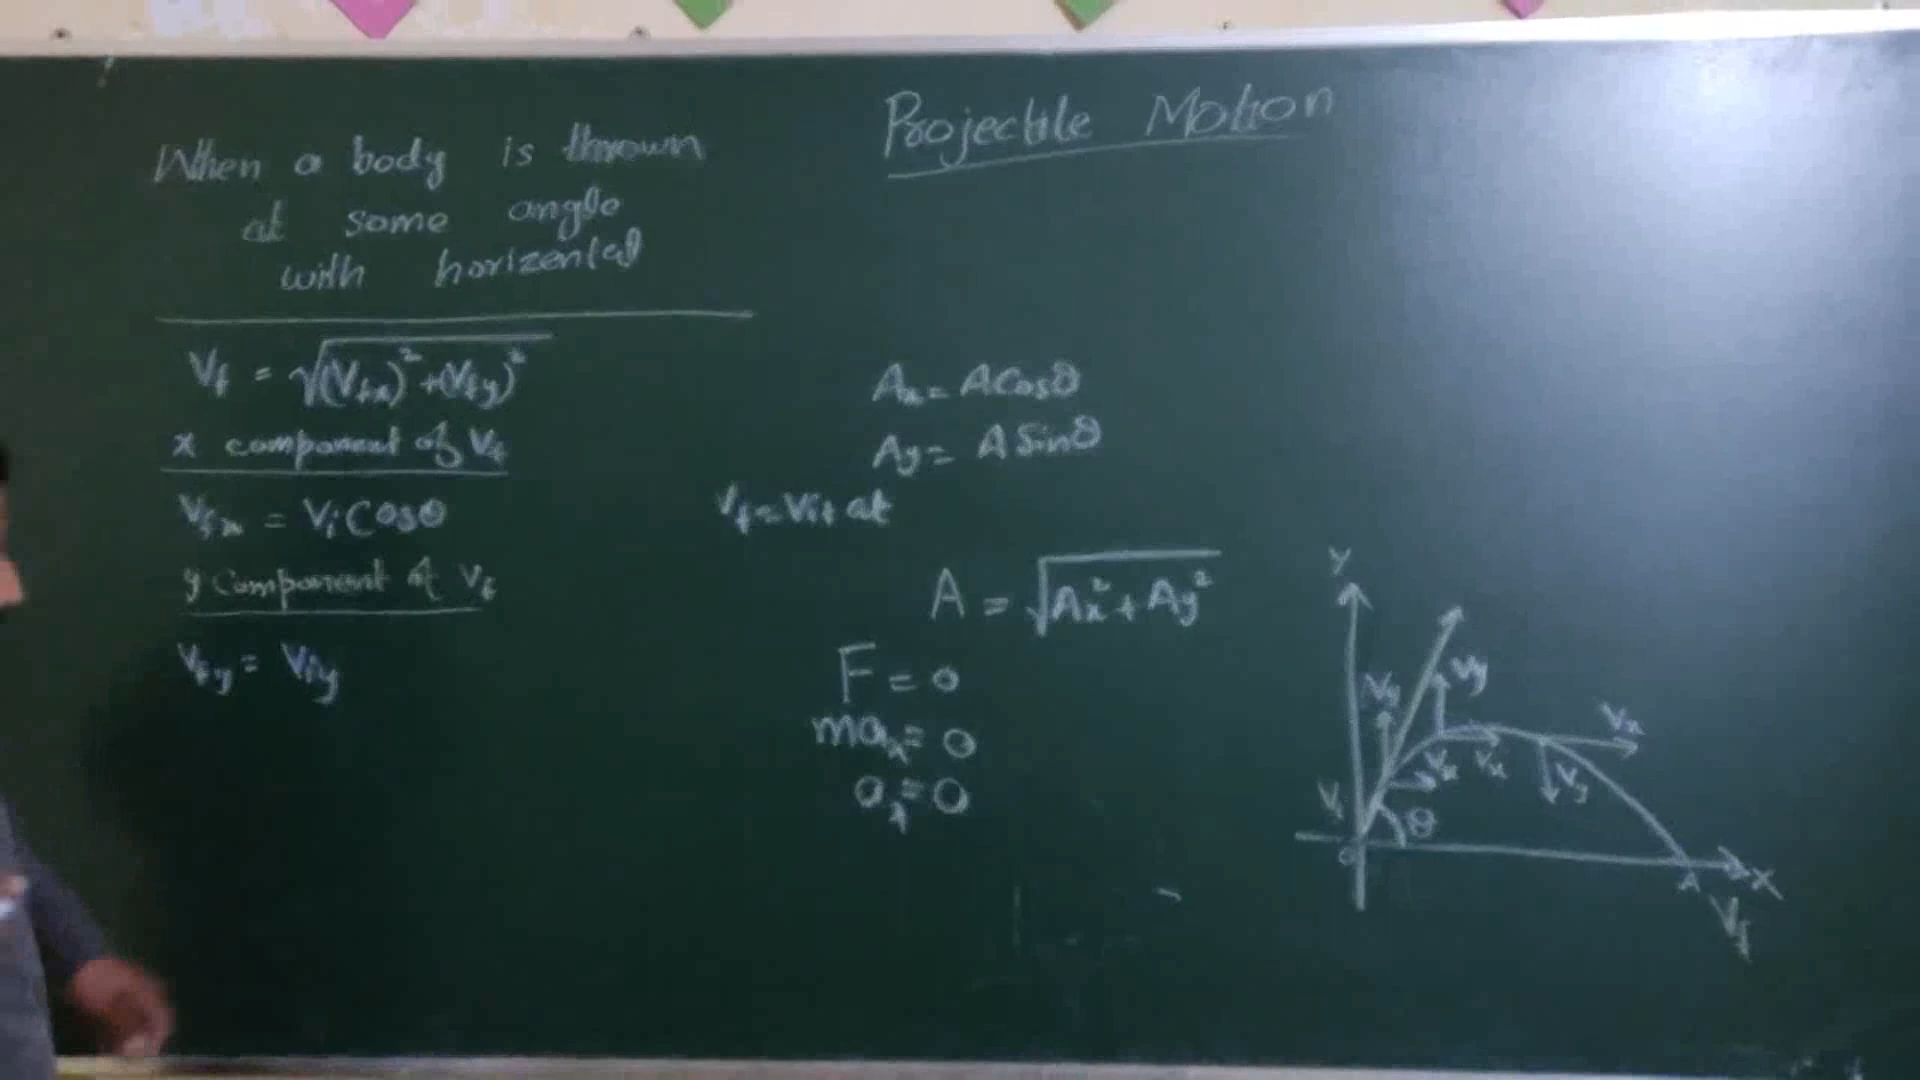 Projectile Motion
When a body is thrown
at some angle
with horizental
Vf = √(Vfx)² + (Vfy)²
x component of Vf
Vfx = Vi Cosθ
y Component of Vf
Vfy = Viy
Ax = A Cosθ
Ay = A Sinθ
Vf = Vi + at
A = √Ax² + Ay²
F = 0
max = 0
ax = 0
Y
Vy
Vy
Vx
Vx
Vx
Vy
Vi
θ
O
A
X
Vf